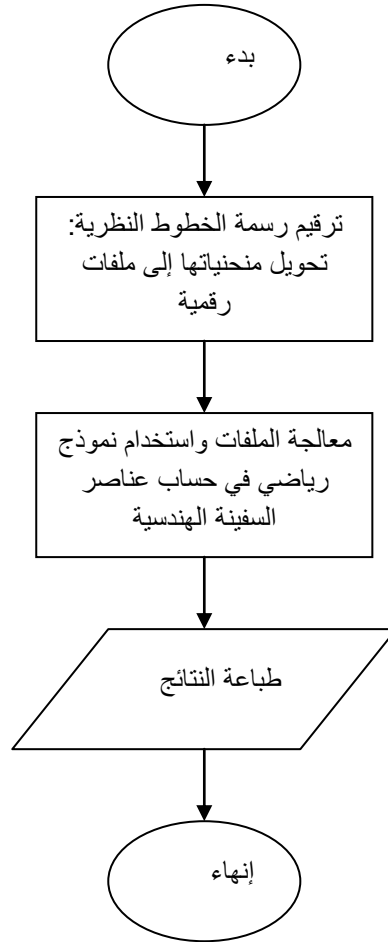 بدء
ترقيم رسمة الخطوط النظرية:
تحويل منحنياتها إلى ملفات
رقمية
معالجة الملفات واستخدام نموذج
رياضي في حساب عناصر
السفينة الهندسية
طباعة النتائج
إنهاء